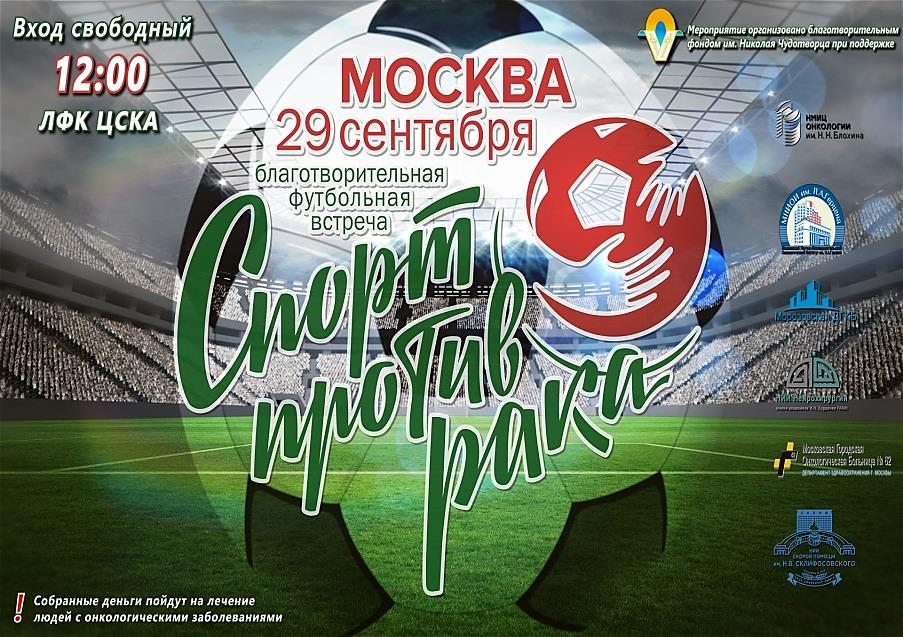 Вход свободный
12:00
ЛФК ЦСКА
Мероприятие организовано благотворительным
фондом им. Николая Чудотворца при поддержке
МОСКВА
29 сентября
благотворительная
футбольная
встреча
Спорт
против
рака
НМИЦ
ОНКОЛОГИИ
им. Н. Н. Блохина
МНИОИ им. П.А. Герцена
Морозовская ДГКБ
НИИ Нейрохирургии
Московская Городская
Онкологическая Больница № 62
ДЕПАРТАМЕНТ ЗДРАВООХРАНЕНИЯ Г. МОСКВЫ
НИИ
СКОРОЙ ПОМОЩИ
им. Н.В. СКЛИФОСОВСКОГО
! Собранные деньги пойдут на лечение
людей с онкологическими заболеваниями